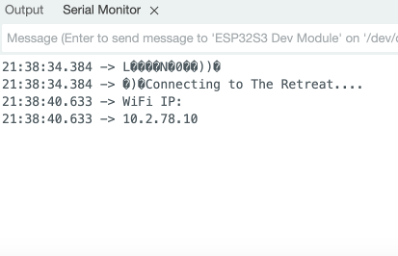 Output Serial Monitor ×
Message (Enter to send message to 'ESP32S3 Dev Module' on '/dev/
21:38:34.384 -> L����N�0��))�
21:38:34.384 -> �)�Connecting to The Retreat....
21:38:40.633 -> WiFi IP:
21:38:40.633 -> 10.2.78.10